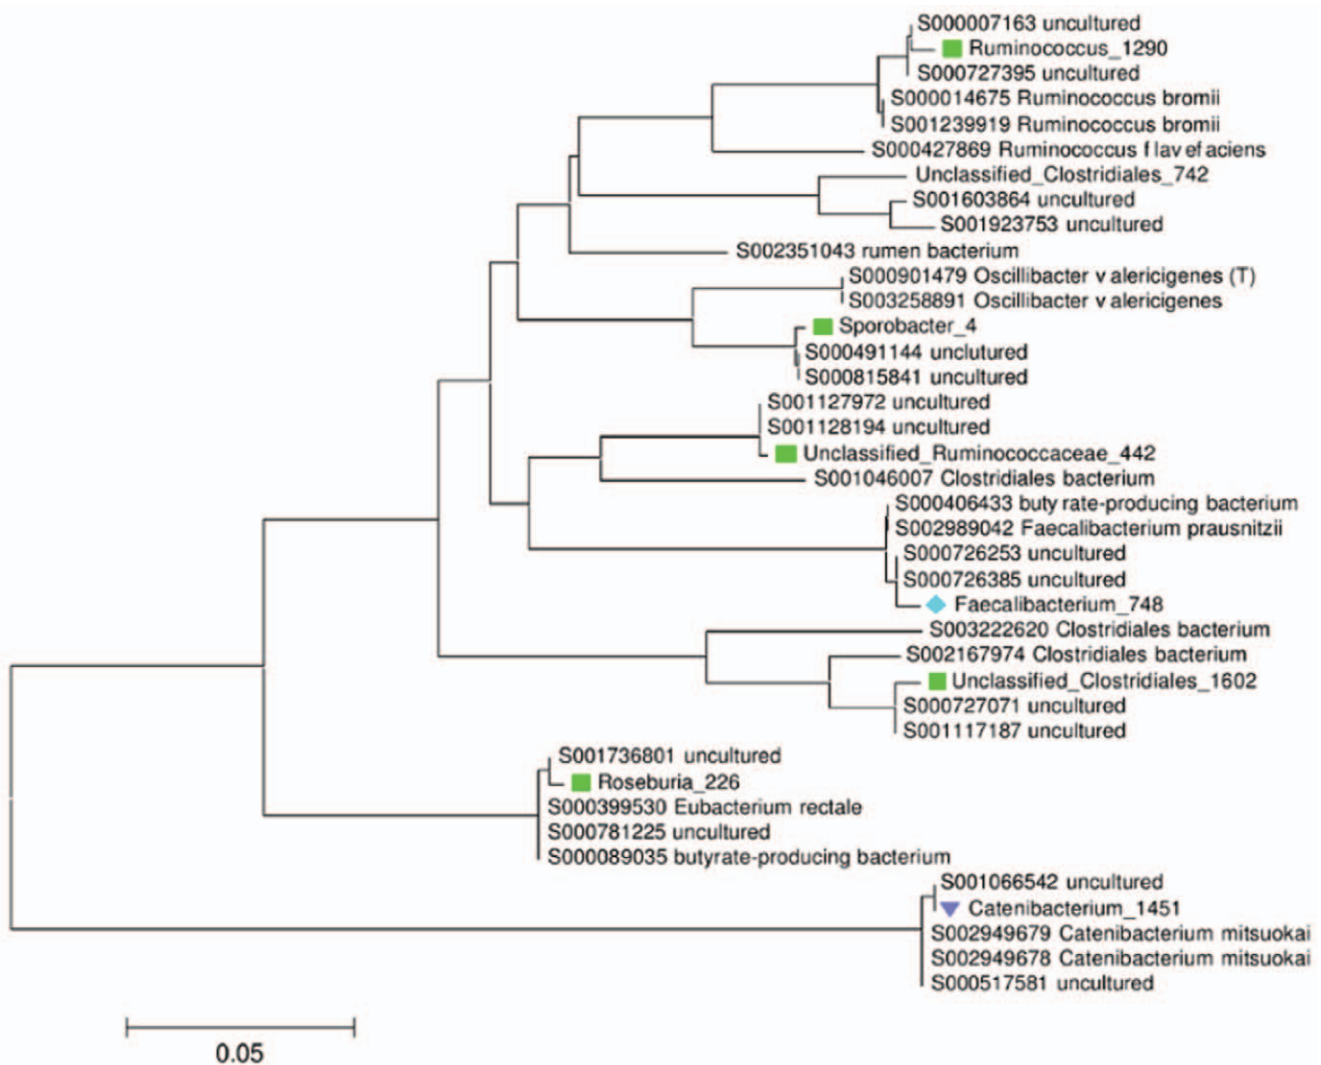 S000007163 uncultured
Ruminococcus_1290
S000727395 uncultured
S000014675 Ruminococcus bromii
S001239919 Ruminococcus bromii
S000427869 Ruminococcus f lav ef aciens
Unclassified_Clostridiales_742
S001603864 uncultured
S001923753 uncultured
S002351043 rumen bacterium
S000901479 Oscillibacter v alericigenes (T)
S003258891 Oscillibacter v alericigenes
Sporobacter_4
S000491144 unclutured
S000815841 uncultured
S001127972 uncultured
S001128194 uncultured
Unclassified_Ruminococcaceae_442
S001046007 Clostridiales bacterium
S000406433 buty rate-producing bacterium
S002989042 Faecalibacterium prausnitzii
S000726253 uncultured
S000726385 uncultured
Faecalibacterium_748
S003222620 Clostridiales bacterium
S002167974 Clostridiales bacterium
Unclassified_Clostridiales_1602
S000727071 uncultured
S001117187 uncultured
S001736801 uncultured
Roseburia_226
S000399530 Eubacterium rectale
S000781225 uncultured
S000089035 butyrate-producing bacterium
S001066542 uncultured
Catenibacterium_1451
S002949679 Catenibacterium mitsuokai
S002949678 Catenibacterium mitsuokai
S000517581 uncultured
0.05